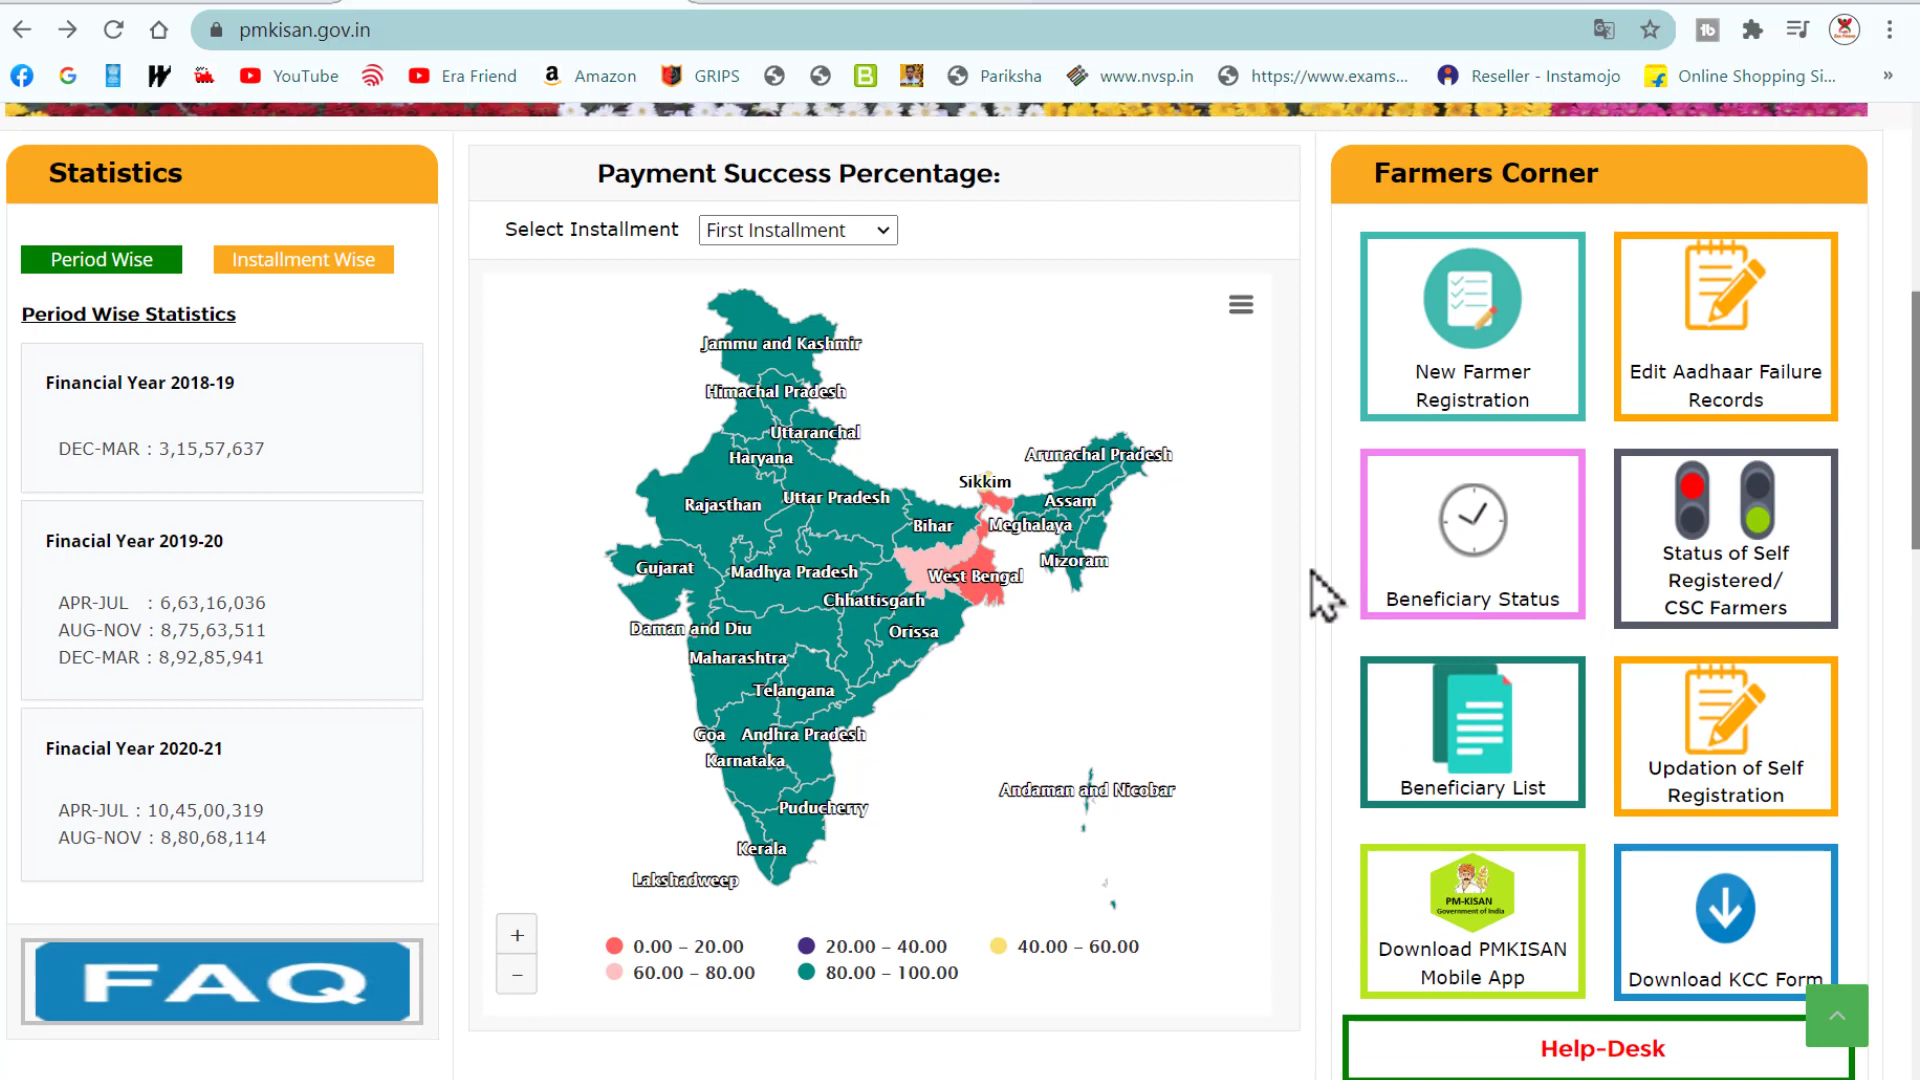 pmkisan.gov.in
YouTube
Era Friend
Amazon
GRIPS
Pariksha
www.nvsp.in
https://www.exams...
Reseller - Instamojo
Online Shopping Si...
Statistics
Period Wise
Installment Wise
Period Wise Statistics
Financial Year 2018-19
DEC-MAR : 3,15,57,637
Finacial Year 2019-20
APR-JUL : 6,63,16,036
AUG-NOV : 8,75,63,511
DEC-MAR : 8,92,85,941
Finacial Year 2020-21
APR-JUL : 10,45,00,319
AUG-NOV : 8,80,68,114
FAQ
Payment Success Percentage:
Select Installment
First Installment
Jammu and Kashmir
Himachal Pradesh
Uttaranchal
Haryana
Arunachal Pradesh
Sikkim
Rajasthan
Uttar Pradesh
Assam
Bihar
Meghalaya
Mizoram
Gujarat
Madhya Pradesh
West Bengal
Chhattisgarh
Daman and Diu
Orissa
Maharashtra
Telangana
Goa
Andhra Pradesh
Karnataka
Andaman and Nicobar
Puducherry
Kerala
Lakshadweep
+
−
0.00 – 20.00
20.00 – 40.00
40.00 – 60.00
60.00 – 80.00
80.00 – 100.00
Farmers Corner
New Farmer
Registration
Edit Aadhaar Failure
Records
Beneficiary Status
Status of Self
Registered/
CSC Farmers
Beneficiary List
Updation of Self
Registration
PM-KISAN
Government of India
Download PMKISAN
Mobile App
Download KCC Form
Help-Desk